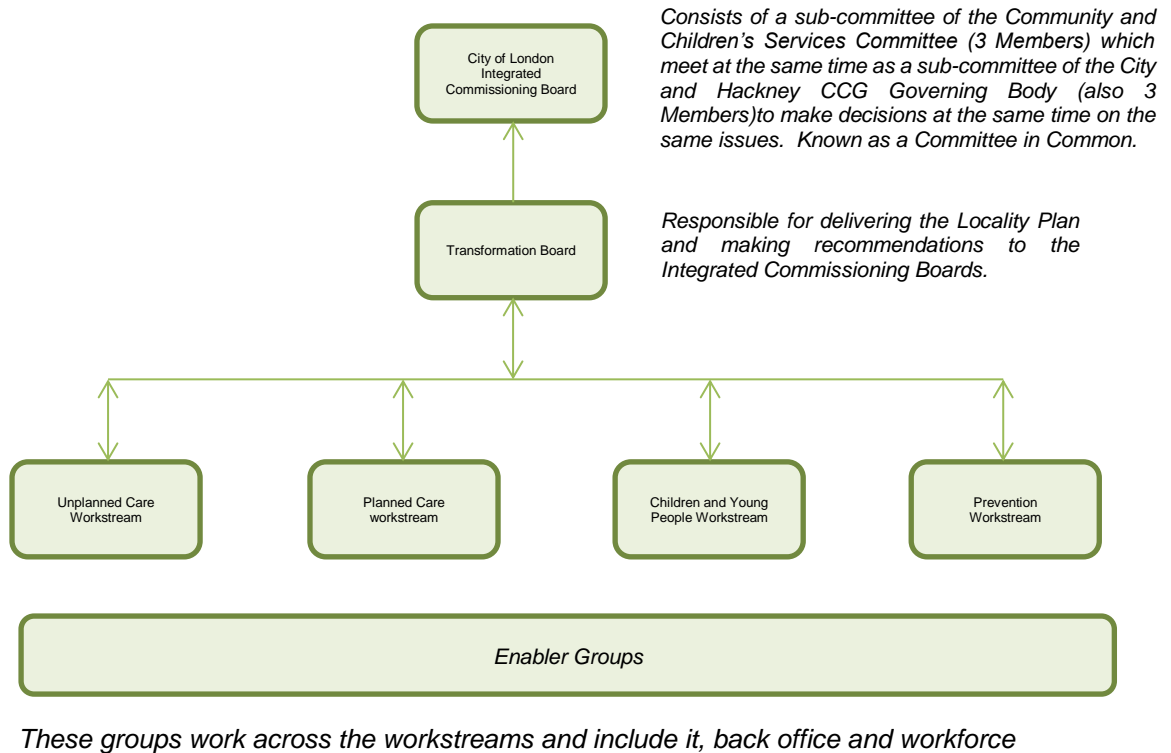 City of London
Integrated
Commissioning Board
Consists of a sub-committee of the Community and
Children's Services Committee (3 Members) which
meet at the same time as a sub-committee of the City
and Hackney CCG Governing Body (also 3
Members)to make decisions at the same time on the
same issues. Known as a Committee in Common.
Transformation Board
Responsible for delivering the Locality Plan
and making recommendations to the
Integrated Commissioning Boards.
Unplanned Care
Workstream
Planned Care
workstream
Children and Young
People Workstream
Prevention
Workstream
Enabler Groups
These groups work across the workstreams and include it, back office and workforce